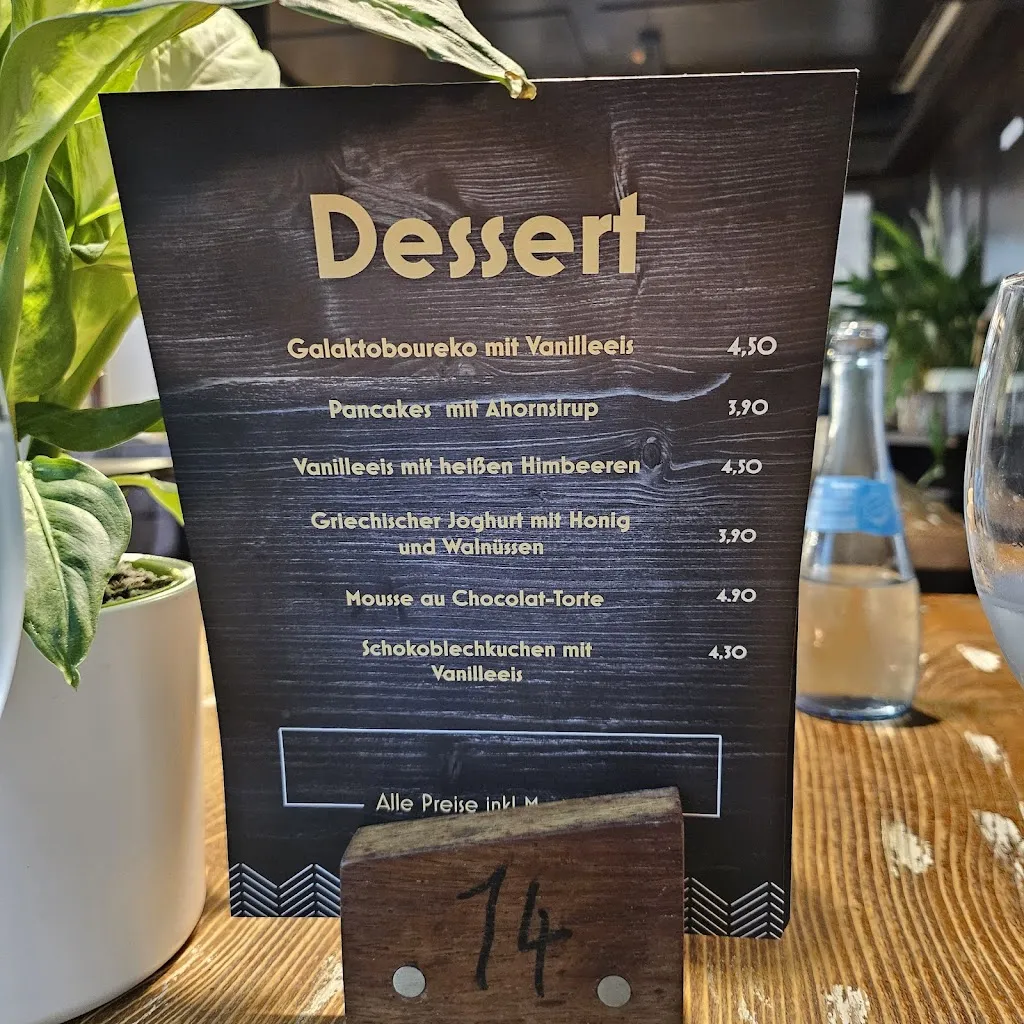 Dessert
Galaktoboureko mit Vanilleeis 4,50
Pancakes mit Ahornsirup 3,90
Vanilleeis mit heißen Himbeeren 4,50
Griechischer Joghurt mit Honig
und Walnüssen 3,90
Mousse au Chocolat-Torte 4.90
Schokoblechkuchen mit
Vanilleeis 4,30
Alle Preise inkl
14